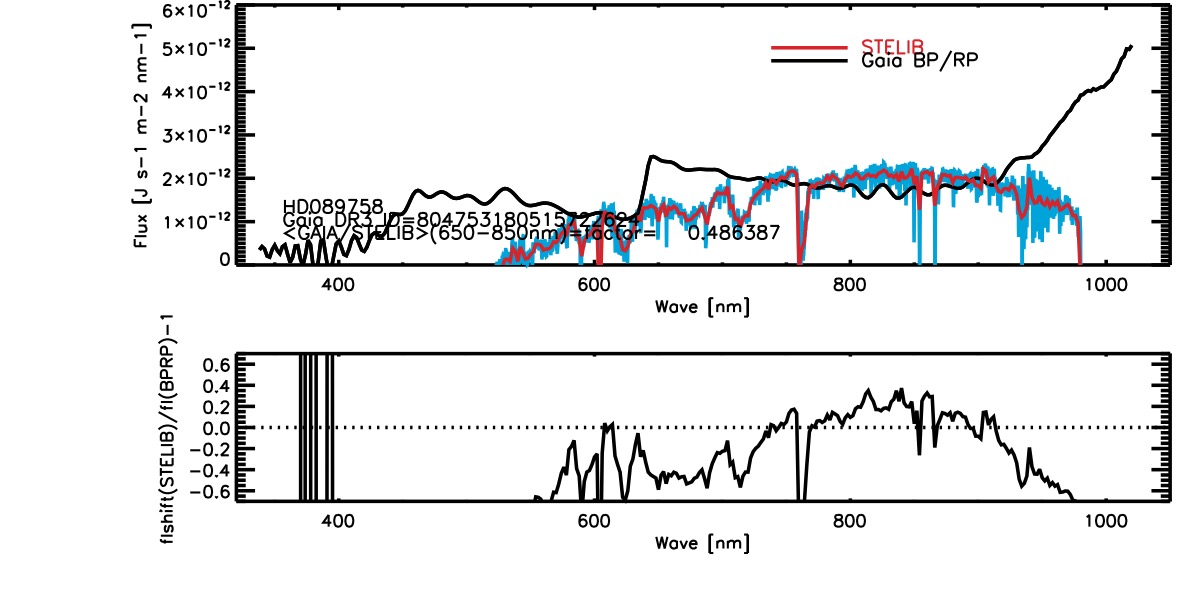 6×10−12
5×10−12
4×10−12
3×10−12
2×10−12
1×10−12
0
Flux [J s−1 m−2 nm−1]
STELIB
Gaia BP/RP
HD089758
Gaia DR3 ID=
<GAIA/STELIB>(650−850nm)=factor= 0.486387
400 600 800 1000
Wave [nm]
flshift(STELIB)/fl(BPRP)−1
0.6
0.4
0.2
0.0
−0.2
−0.4
−0.6
400 600 800 1000
Wave [nm]